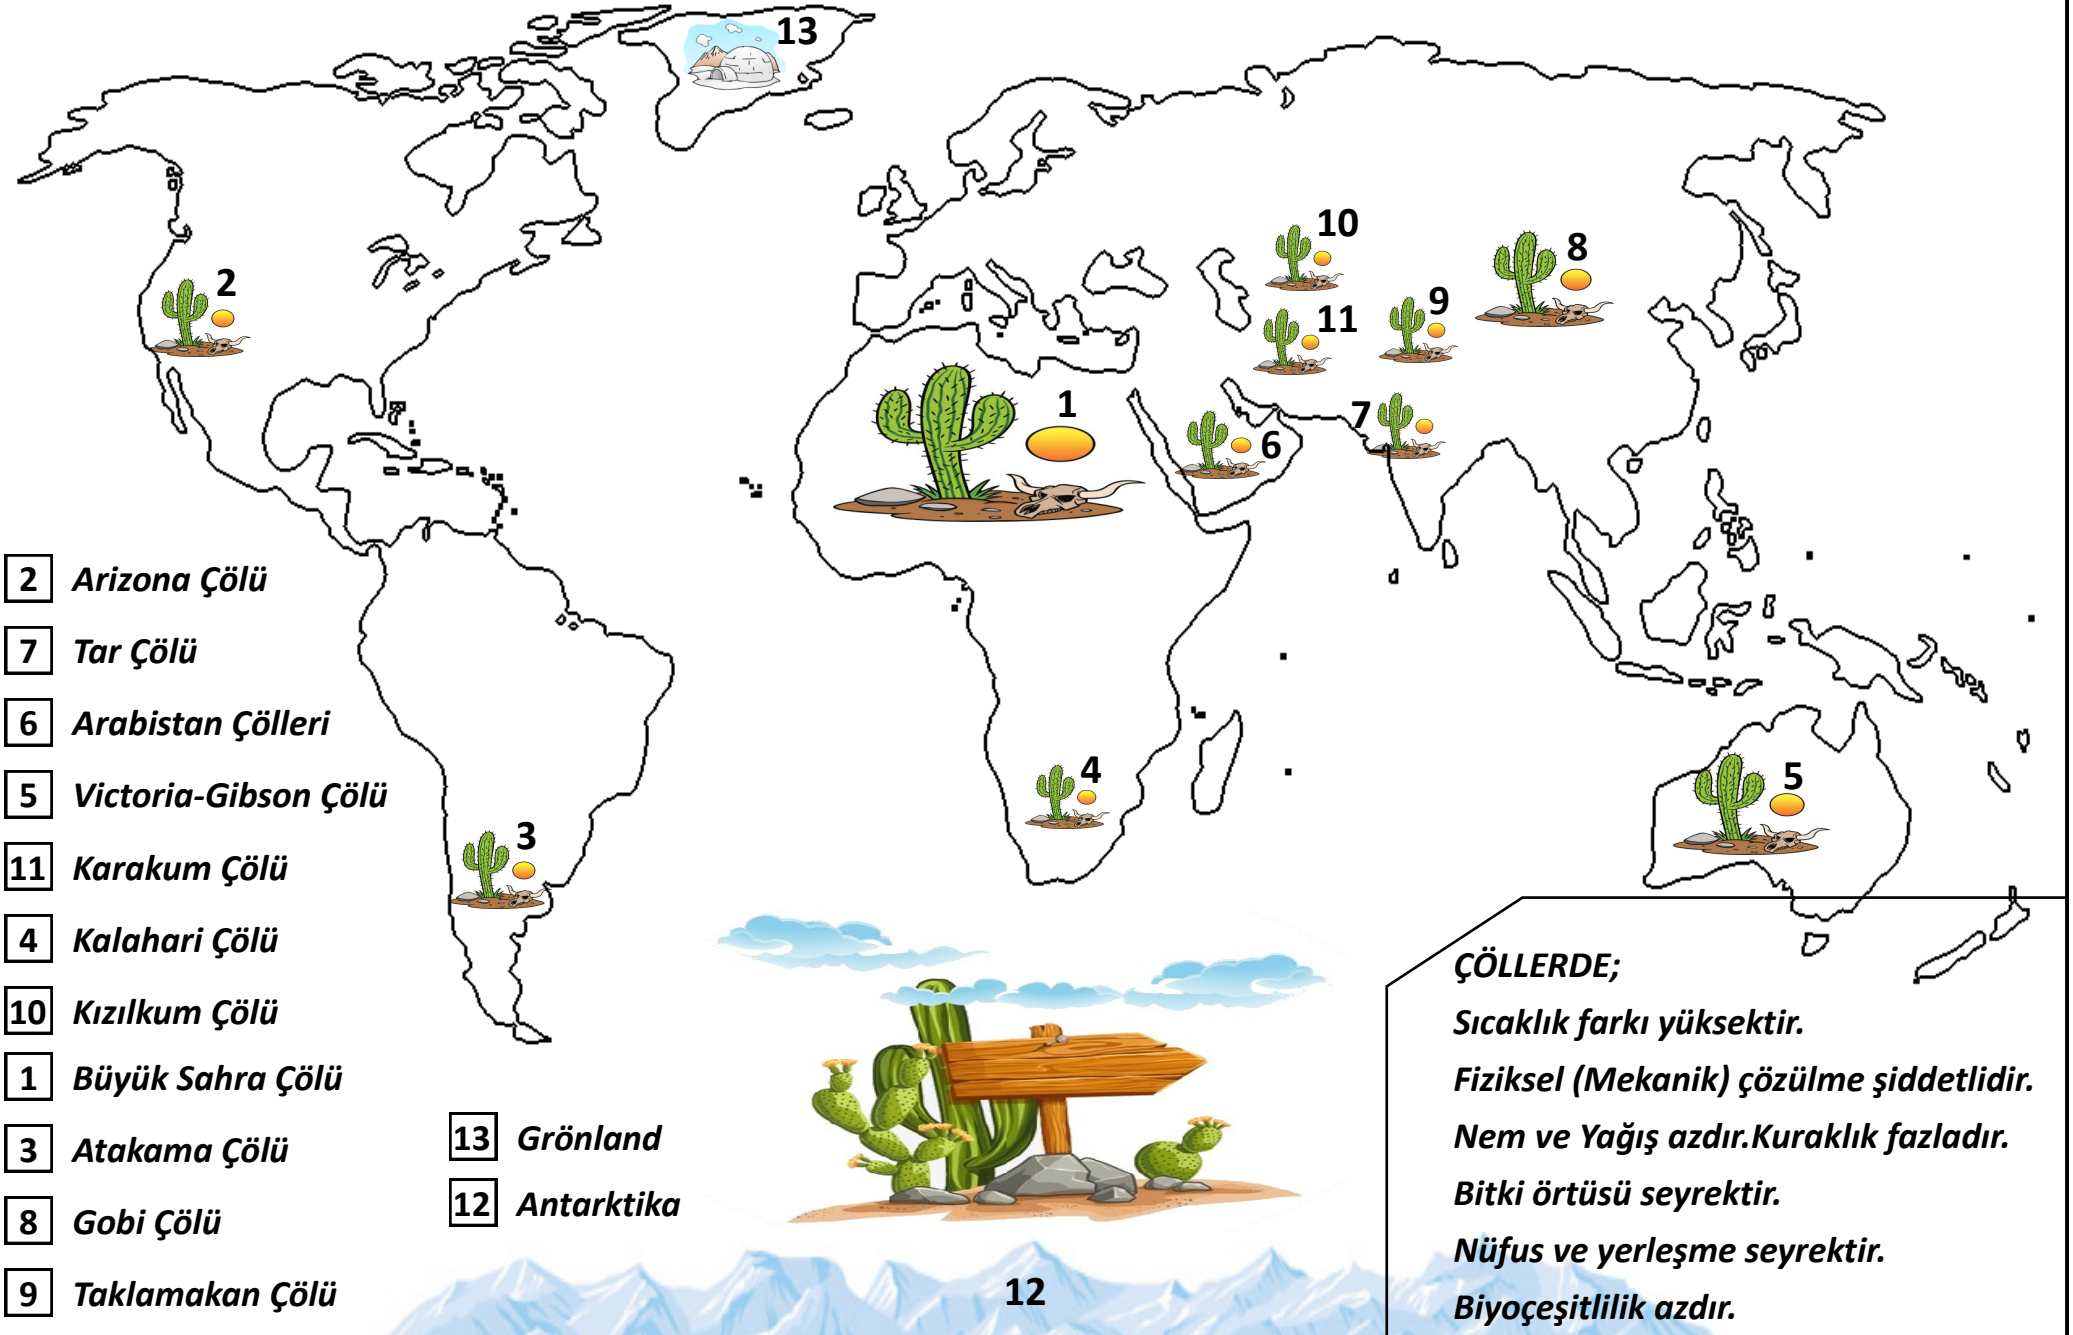 13
2
10
8
9
11
1
7
6
4
5
3
2 Arizona Çölü
7 Tar Çölü
6 Arabistan Çölleri
5 Victoria-Gibson Çölü
11 Karakum Çölü
4 Kalahari Çölü
10 Kızılkum Çölü
1 Büyük Sahra Çölü
3 Atakama Çölü
8 Gobi Çölü
9 Taklamakan Çölü
13 Grönland
12 Antarktika
12
ÇÖLLERDE;
Sıcaklık farkı yüksektir.
Fiziksel (Mekanik) çözülme şiddetlidir.
Nem ve Yağış azdır.Kuraklık fazladır.
Bitki örtüsü seyrektir.
Nüfus ve yerleşme seyrektir.
Biyoçeşitlilik azdır.